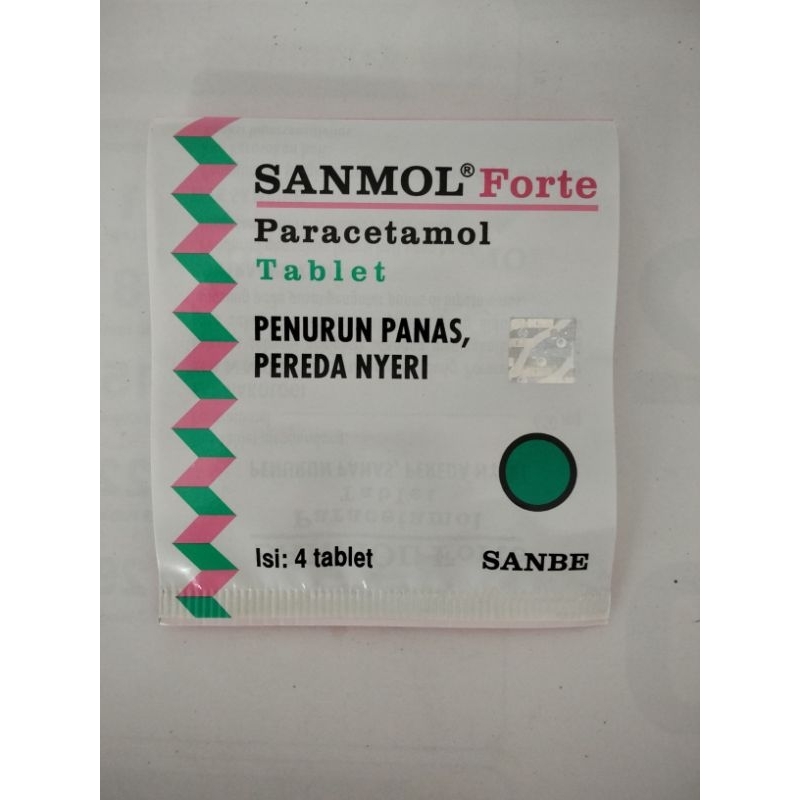 SANMOL® Forte
Paracetamol
Tablet
PENURUN PANAS,
PEREDA NYERI
Isi: 4 tablet
SANBE